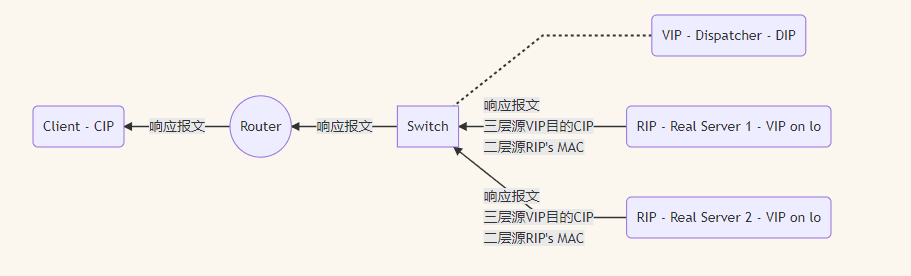 VIP - Dispatcher - DIP
Client - CIP
响应报文
Router
响应报文
Switch
响应报文
三层源VIP目的CIP
二层源RIP's MAC
RIP - Real Server 1 - VIP on lo
响应报文
三层源VIP目的CIP
二层源RIP's MAC
RIP - Real Server 2 - VIP on lo